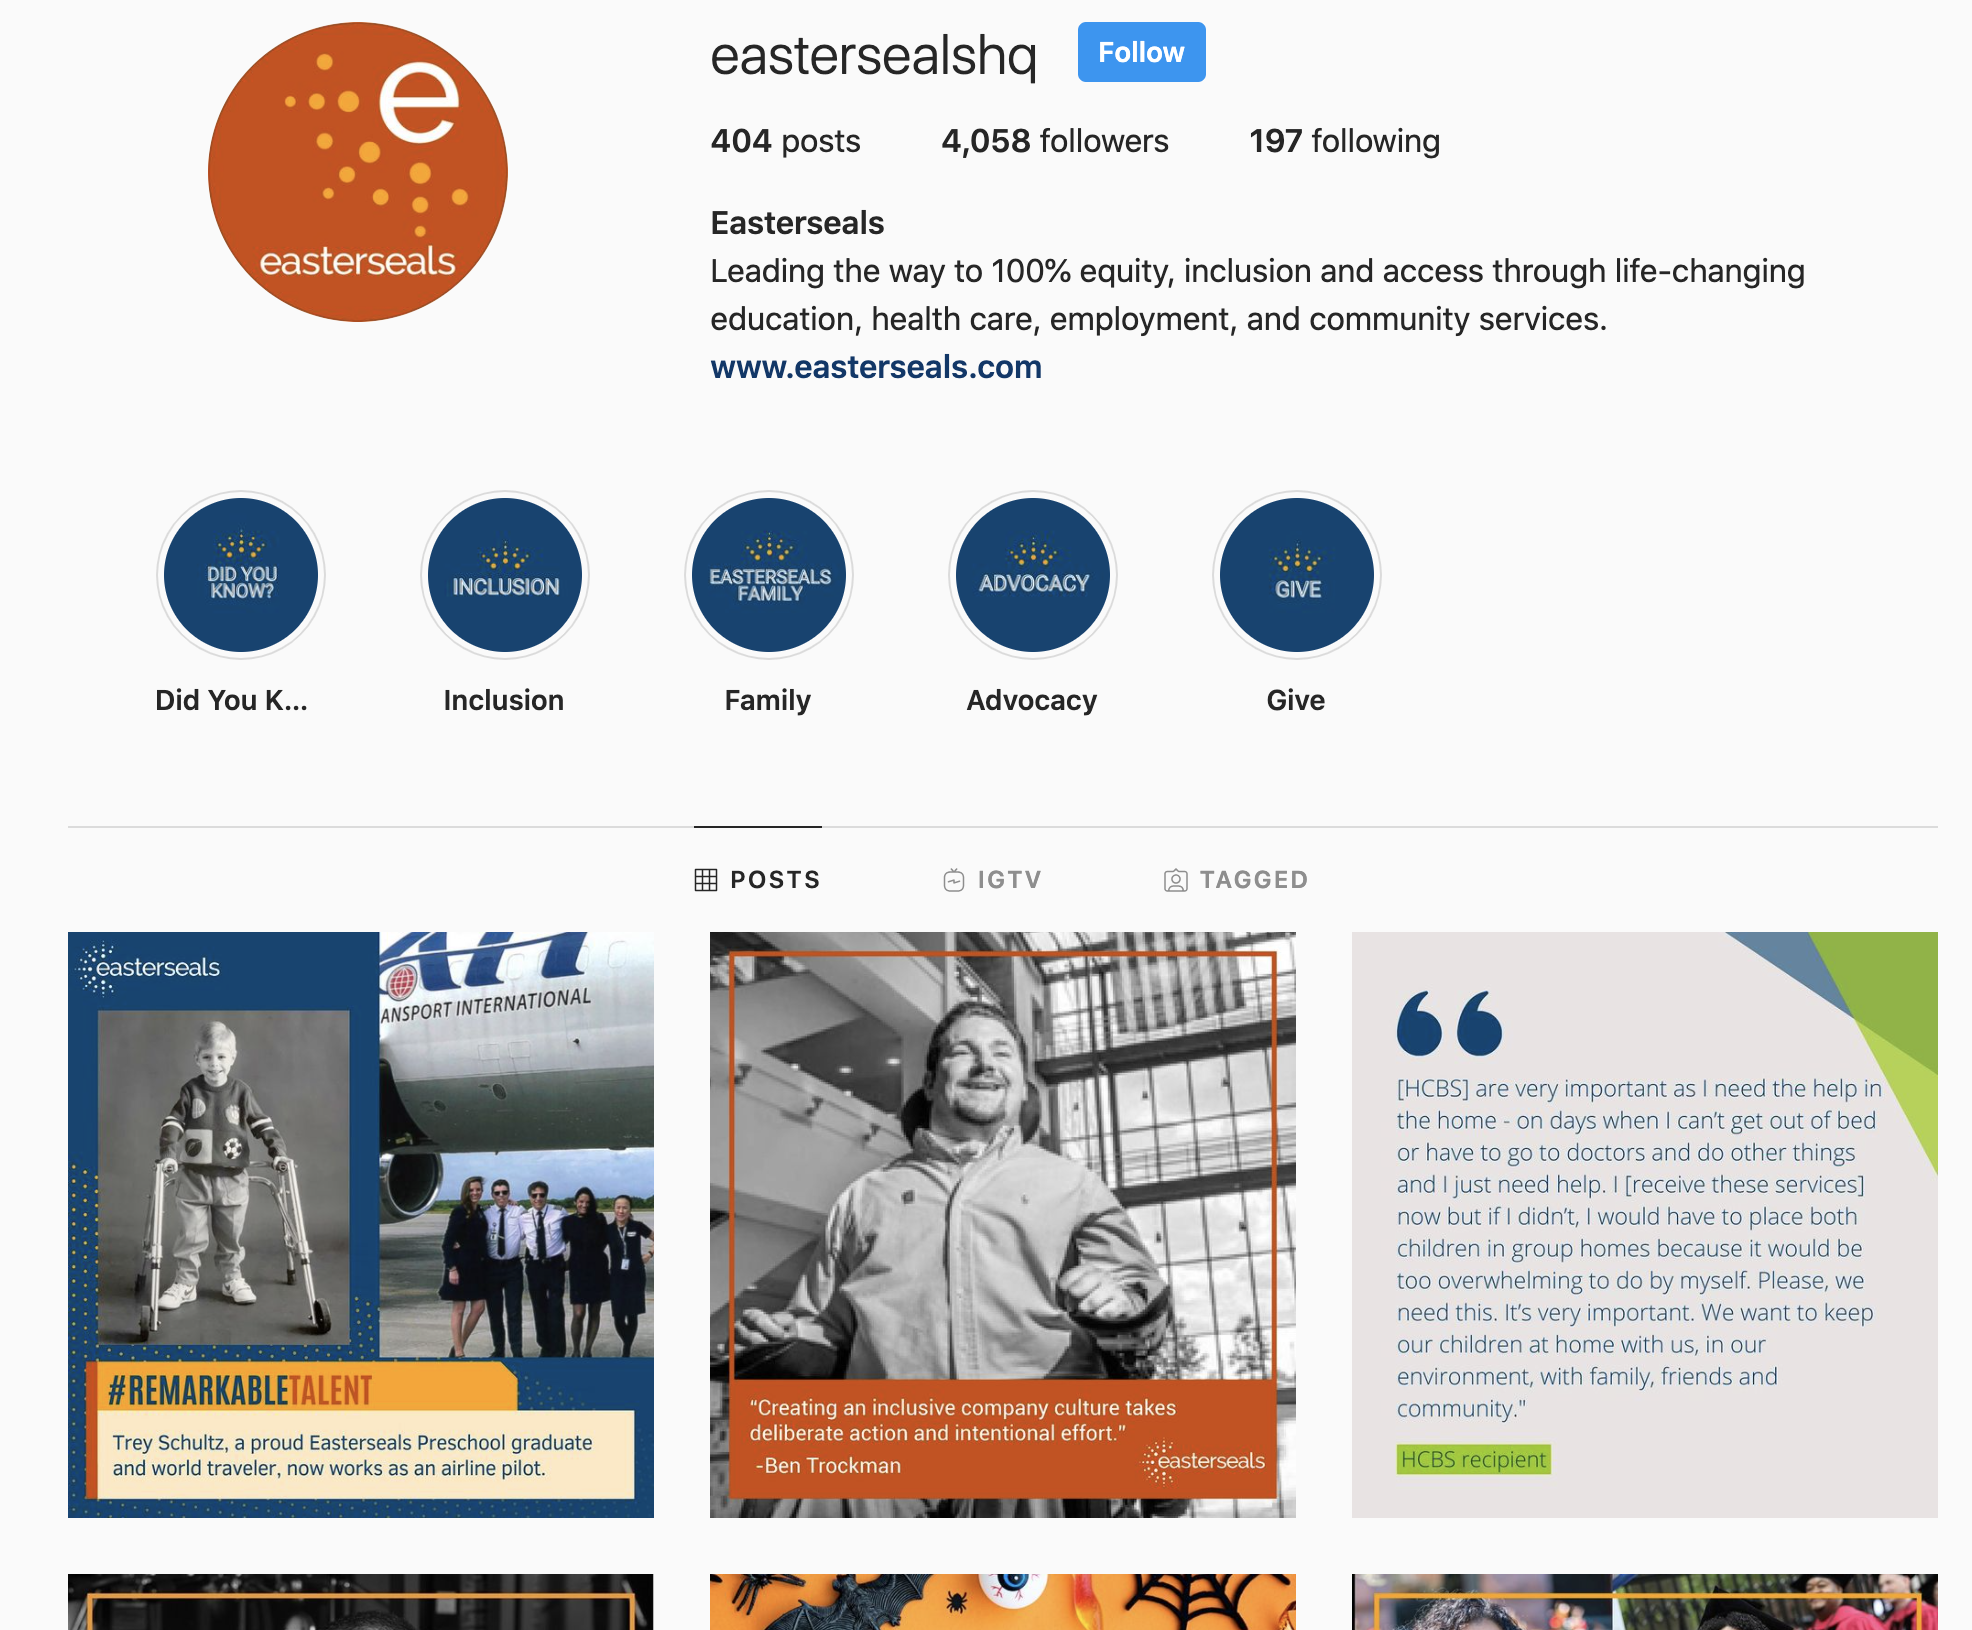 e
easterseals
eastersealshq
Follow
404 posts
4,058 followers
197 following
Easterseals
Leading the way to 100% equity, inclusion and access through life-changing
education, health care, employment, and community services.
www.easterseals.com
DID YOU
KNOW?
INCLUSION
EASTERSEALS
FAMILY
ADVOCACY
GIVE
Did You K...
Inclusion
Family
Advocacy
Give
POSTS
IGTV
TAGGED
easterseals
ANSPORT INTERNATIONAL
#REMARKABLETALENT
Trey Schultz, a proud Easterseals Preschool graduate
and world traveler, now works as an airline pilot.
“Creating an inclusive company culture takes
deliberate action and intentional effort.”
-Ben Trockman
easterseals
[HCBS] are very important as I need the help in
the home - on days when I can’t get out of bed
or have to go to doctors and do other things
and I just need help. I [receive these services]
now but if I didn’t, I would have to place both
children in group homes because it would be
too overwhelming to do by myself. Please, we
need this. It’s very important. We want to keep
our children at home with us, in our
environment, with family, friends and
community."
HCBS recipient